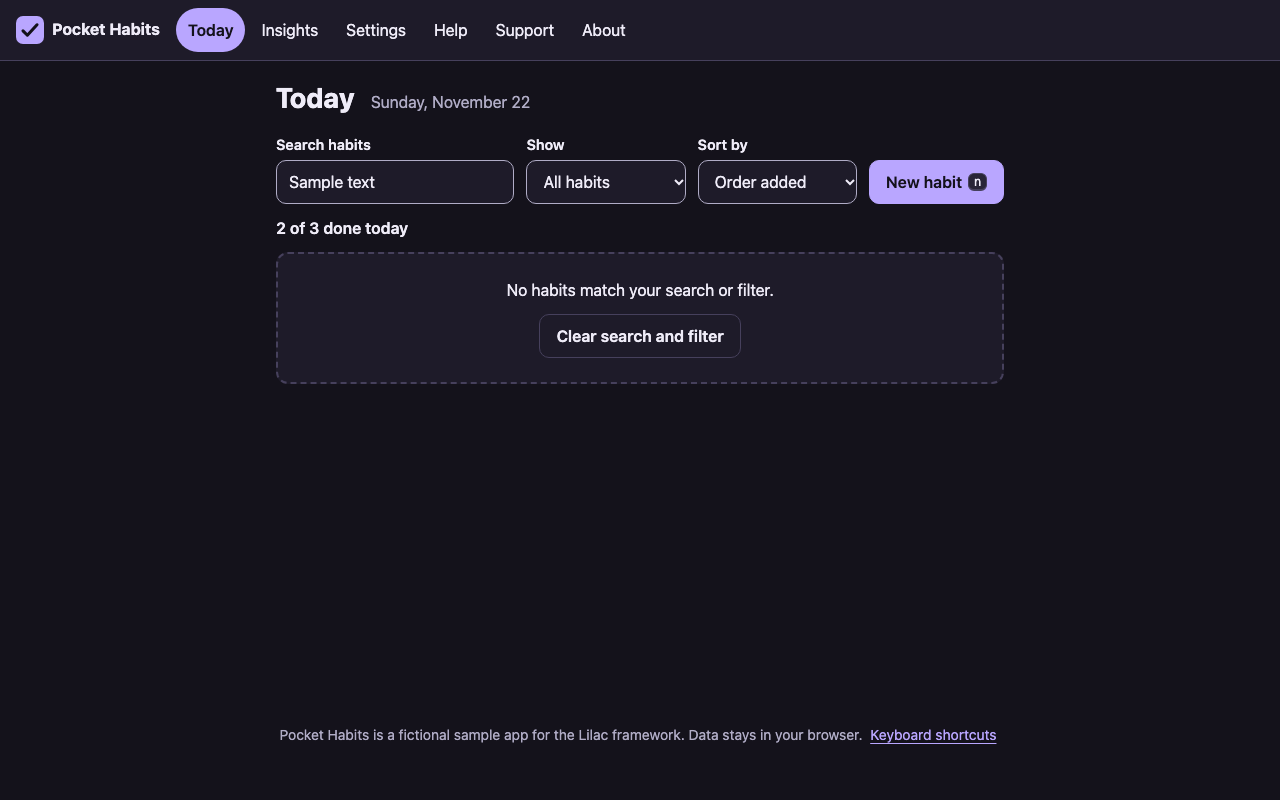 Pocket Habits Today Insights Settings Help Support About
Today Sunday, November 22
Search habits Show Sort by
Sample text All habits Order added New habit n
2 of 3 done today
No habits match your search or filter.
Clear search and filter
Pocket Habits is a fictional sample app for the Lilac framework. Data stays in your browser. Keyboard shortcuts